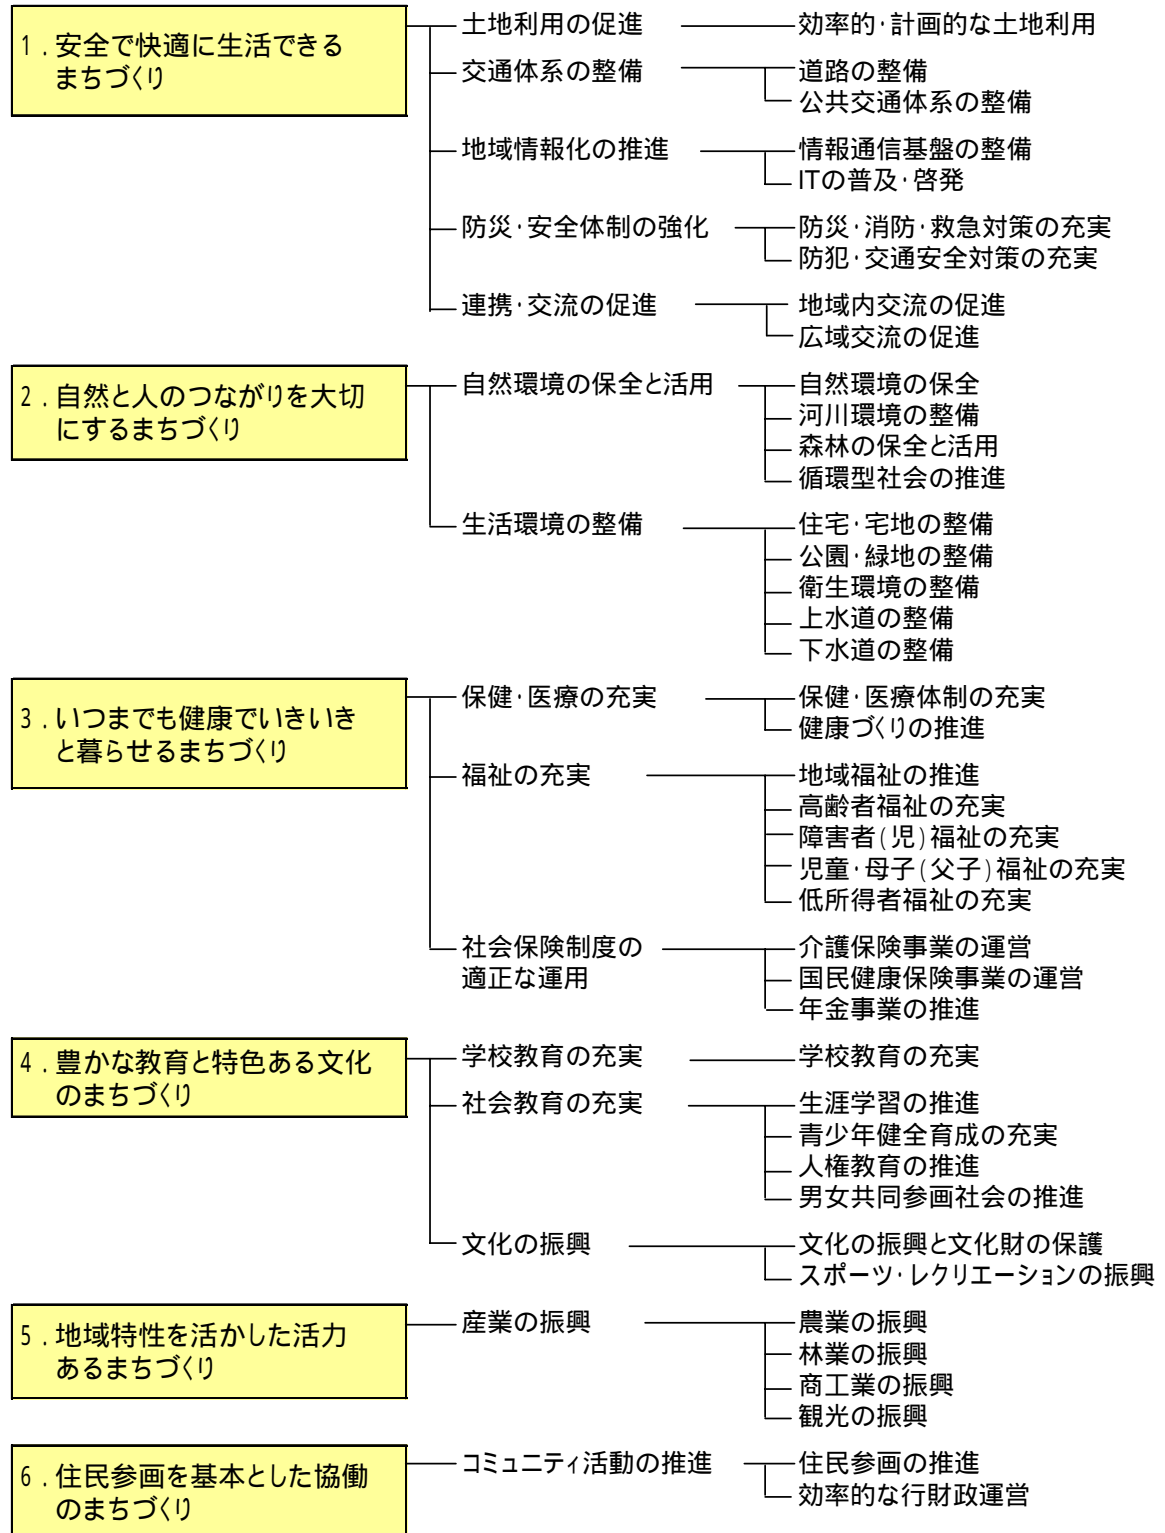 1．安全で快適に生活できる
まちづくり
土地利用の促進
効率的・計画的な土地利用
交通体系の整備
道路の整備
公共交通体系の整備
地域情報化の推進
情報通信基盤の整備
ITの普及・啓発
防災・安全体制の強化
防災・消防・救急対策の充実
防犯・交通安全対策の充実
連携・交流の促進
地域内交流の促進
広域交流の促進
2．自然と人のつながりを大切
にするまちづくり
自然環境の保全と活用
自然環境の保全
河川環境の整備
森林の保全と活用
循環型社会の推進
生活環境の整備
住宅・宅地の整備
公園・緑地の整備
衛生環境の整備
上水道の整備
下水道の整備
3．いつまでも健康でいきいき
と暮らせるまちづくり
保健・医療の充実
保健・医療体制の充実
健康づくりの推進
福祉の充実
地域福祉の推進
高齢者福祉の充実
障害者(児)福祉の充実
児童・母子(父子)福祉の充実
低所得者福祉の充実
社会保険制度の
適正な運用
介護保険事業の運営
国民健康保険事業の運営
年金事業の推進
4．豊かな教育と特色ある文化
のまちづくり
学校教育の充実
学校教育の充実
社会教育の充実
生涯学習の推進
青少年健全育成の充実
人権教育の推進
男女共同参画社会の推進
文化の振興
文化の振興と文化財の保護
スポーツ・レクリエーションの振興
5．地域特性を活かした活力
あるまちづくり
産業の振興
農業の振興
林業の振興
商工業の振興
観光の振興
6．住民参画を基本とした協働
のまちづくり
コミュニティ活動の推進
住民参画の推進
効率的な行財政運営